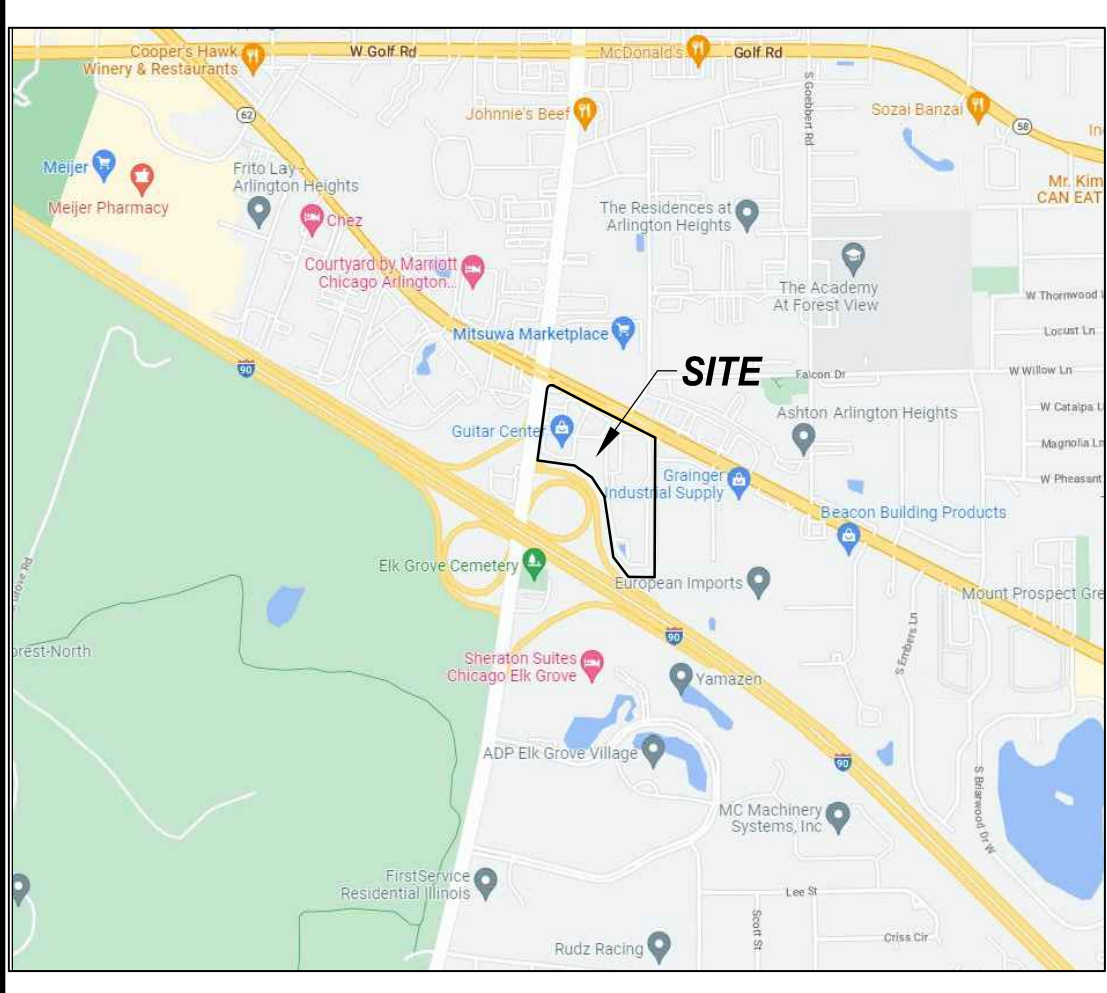 Cooper's Hawk
Winery & Restaurants
W Golf Rd
McDonald's
Golf Rd
62
Johnnie's Beef
S Goebbert Rd
Sozai Banzai
58
Meijer
Meijer Pharmacy
Frito Lay -
Arlington Heights
Chez
Mr. Kim
CAN EAT
The Residences at
Arlington Heights
Courtyard by Marriott
Chicago Arlington...
The Academy
At Forest View
W Thornwood
Locust Ln
Mitsuwa Marketplace
90
SITE
Falcon Dr
W Willow Ln
Guitar Center
Ashton Arlington Heights
W Catalpa L
Magnolia Ln
Grainger
Industrial Supply
W Pheasant
Beacon Building Products
Elk Grove Cemetery
European Imports
Mount Prospect Gre
rove Rd
orest-North
90
S Embers Ln
Sheraton Suites
Chicago Elk Grove
Yamazen
ADP Elk Grove Village
90
S Briarwood Dr W
MC Machinery
Systems, Inc
FirstService
Residential Illinois
Lee St
Scott St
Criss Cir
Rudz Racing